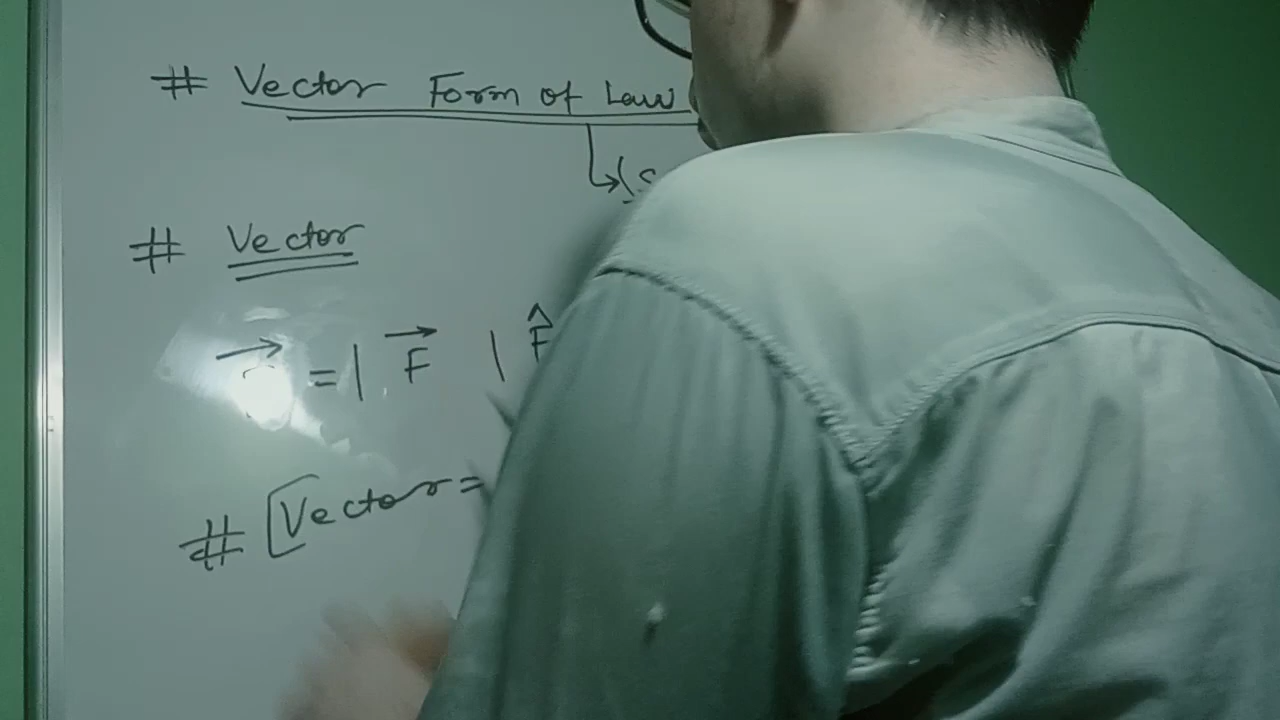 # Vector Form of Law
↳(S
# Vector
→ = | F⃗ | F̂
# [Vector =